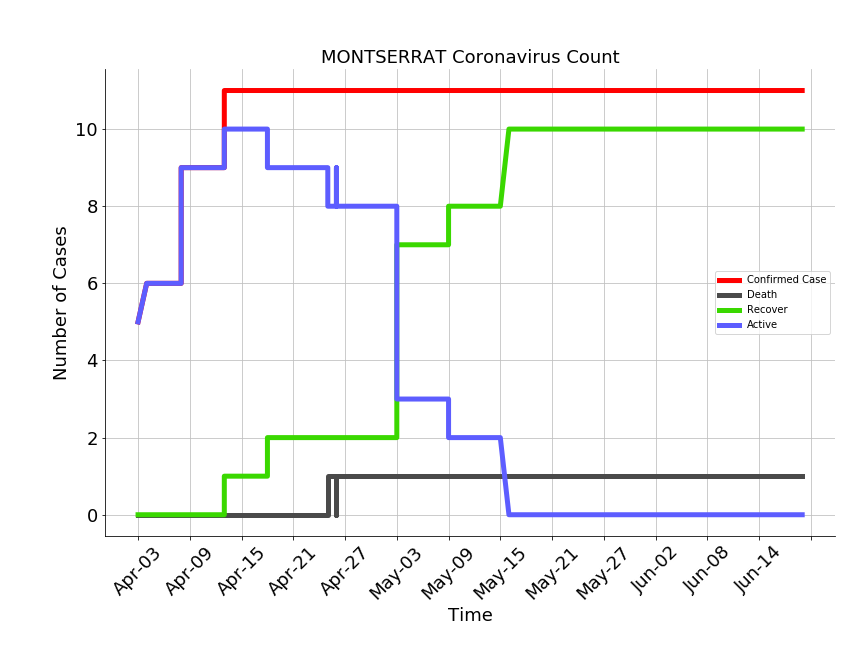 MONTSERRAT Coronavirus Count
Number of Cases
10
8
6
4
2
0
Confirmed Case
Death
Recover
Active
Apr-03
Apr-09
Apr-15
Apr-21
Apr-27
May-03
May-09
May-15
May-21
May-27
Jun-02
Jun-08
Jun-14
Time